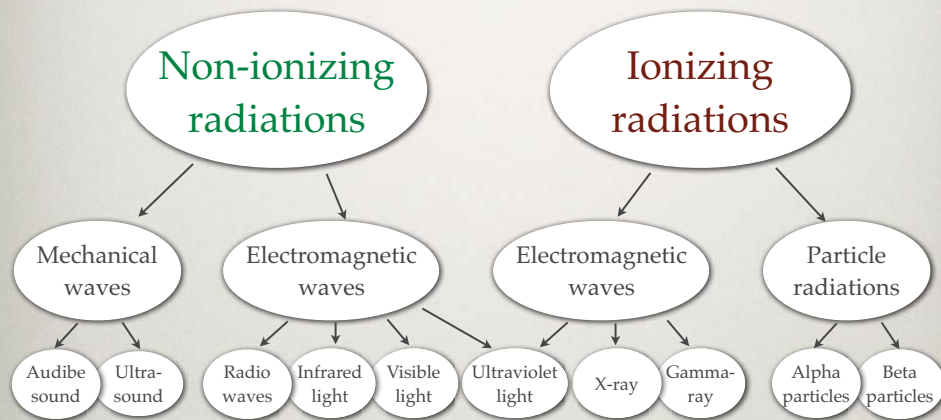 Non-ionizing
radiations
Ionizing
radiations
Mechanical
waves
Electromagnetic
waves
Electromagnetic
waves
Particle
radiations
Audibe
sound
Ultra-
sound
Radio
waves
Infrared
light
Visible
light
Ultraviolet
light
X-ray
Gamma-
ray
Alpha
particles
Beta
particles